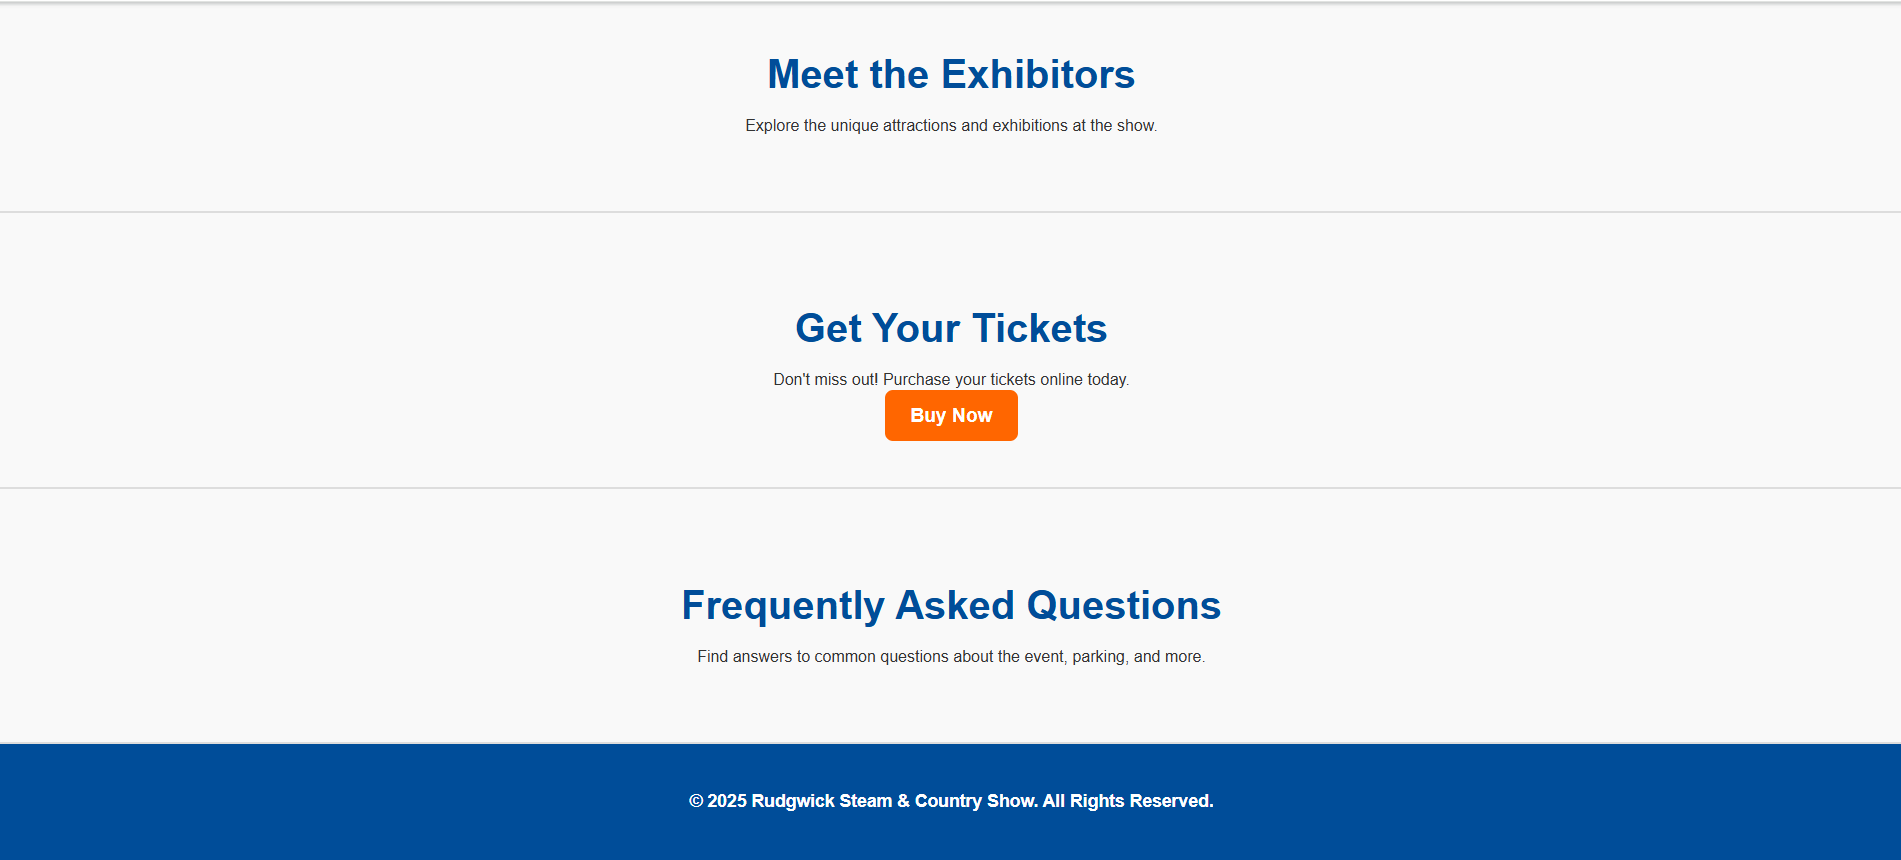 Meet the Exhibitors
Explore the unique attractions and exhibitions at the show.
Get Your Tickets
Don't miss out! Purchase your tickets online today.
Buy Now
Frequently Asked Questions
Find answers to common questions about the event, parking, and more.
© 2025 Rudgwick Steam & Country Show. All Rights Reserved.